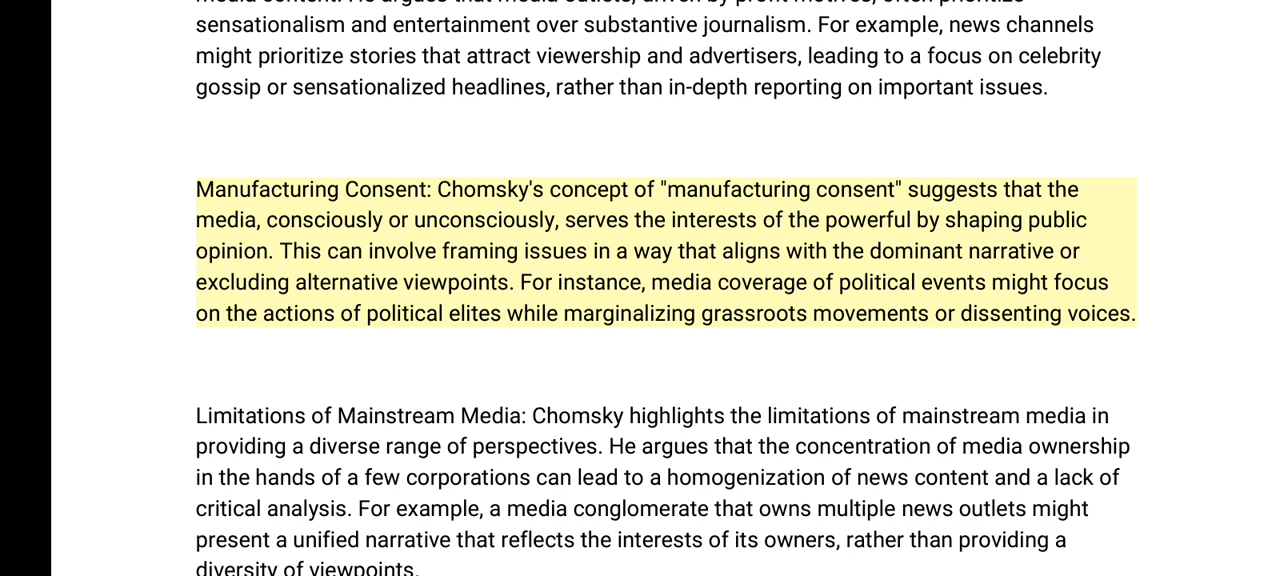 sensationalism and entertainment over substantive journalism. For example, news channels
might prioritize stories that attract viewership and advertisers, leading to a focus on celebrity
gossip or sensationalized headlines, rather than in-depth reporting on important issues.
Manufacturing Consent: Chomsky's concept of "manufacturing consent" suggests that the
media, consciously or unconsciously, serves the interests of the powerful by shaping public
opinion. This can involve framing issues in a way that aligns with the dominant narrative or
excluding alternative viewpoints. For instance, media coverage of political events might focus
on the actions of political elites while marginalizing grassroots movements or dissenting voices.
Limitations of Mainstream Media: Chomsky highlights the limitations of mainstream media in
providing a diverse range of perspectives. He argues that the concentration of media ownership
in the hands of a few corporations can lead to a homogenization of news content and a lack of
critical analysis. For example, a media conglomerate that owns multiple news outlets might
present a unified narrative that reflects the interests of its owners, rather than providing a
diversity of viewpoints.